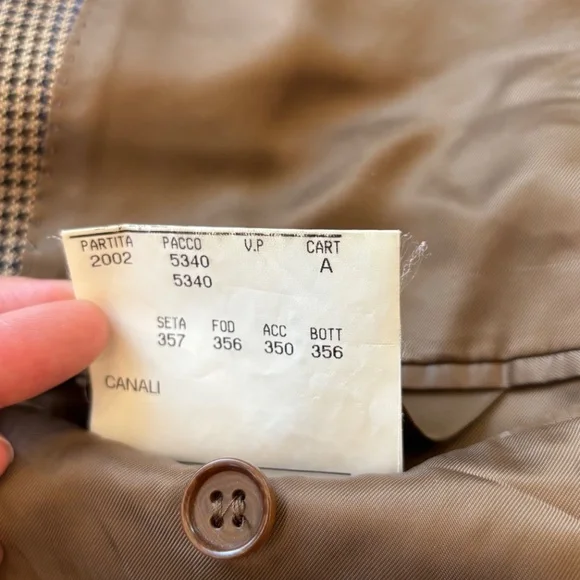 PARTITA PACCO V.P CART
2002 5340 A
5340
SETA FOD ACC BOTT
357 356 350 356
CANALI